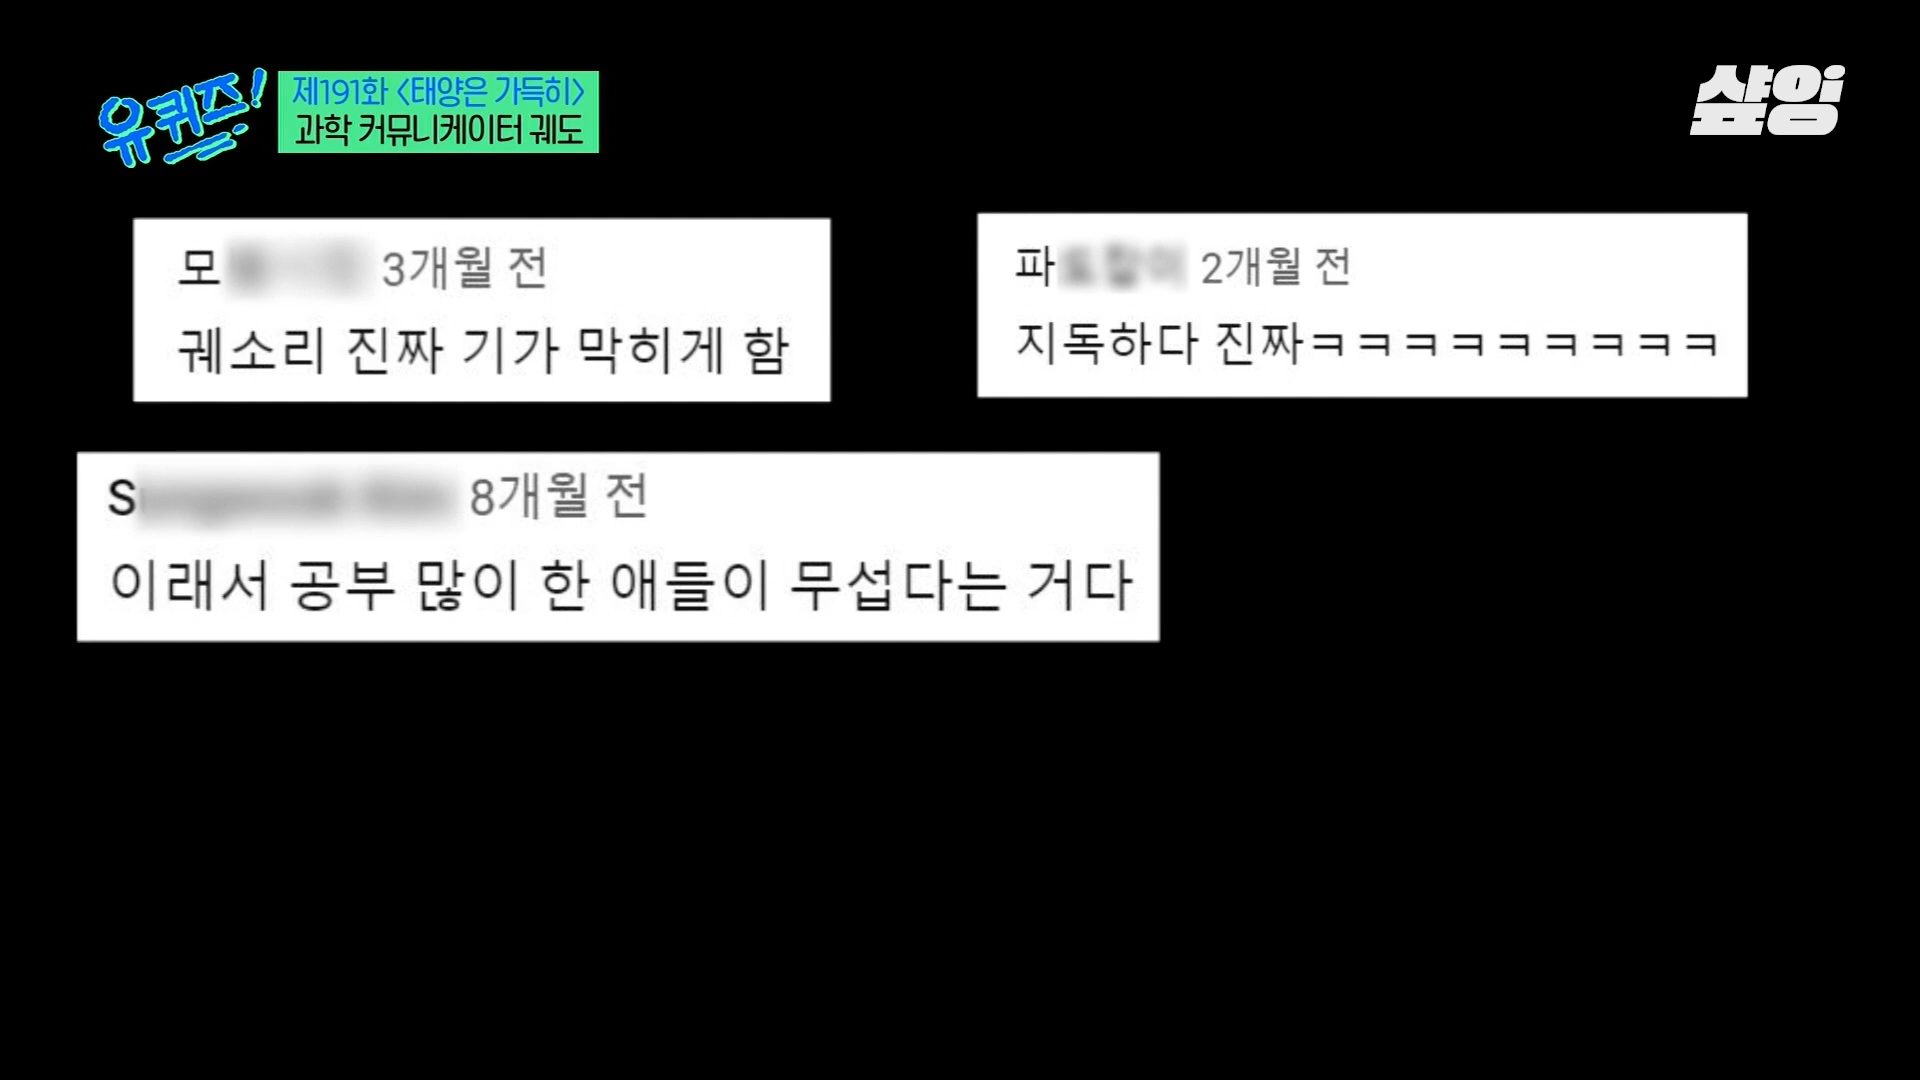 유퀴즈!
제191화 <태양은 가득히>
과학 커뮤니케이터 궤도
샾잉
모 3개월 전
궤소리 진짜 기가 막히게 함
파 2개월 전
지독하다 진짜ㅋㅋㅋㅋㅋㅋㅋㅋㅋ
S 8개월 전
이래서 공부 많이 한 애들이 무섭다는 거다